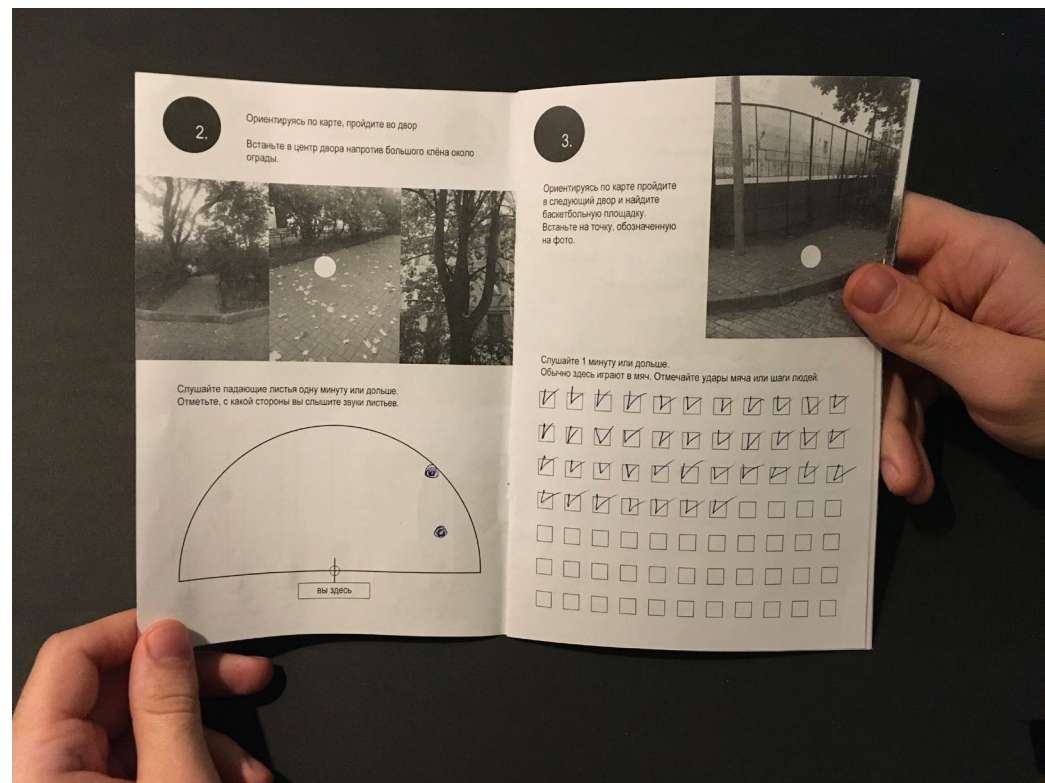 2.
Ориентируясь по карте, пройдите во двор
Встаньте в центр двора напротив большого клёна около
ограды.
Слушайте падающие листья одну минуту или дольше.
Отметьте, с какой стороны вы слышите звуки листьев.
вы здесь
3.
Ориентируясь по карте пройдите
в следующий двор и найдите
баскетбольную площадку.
Встаньте на точку, обозначенную
на фото.
Слушайте 1 минуту или дольше.
Обычно здесь играют в мяч. Отмечайте удары мяча или шаги людей.